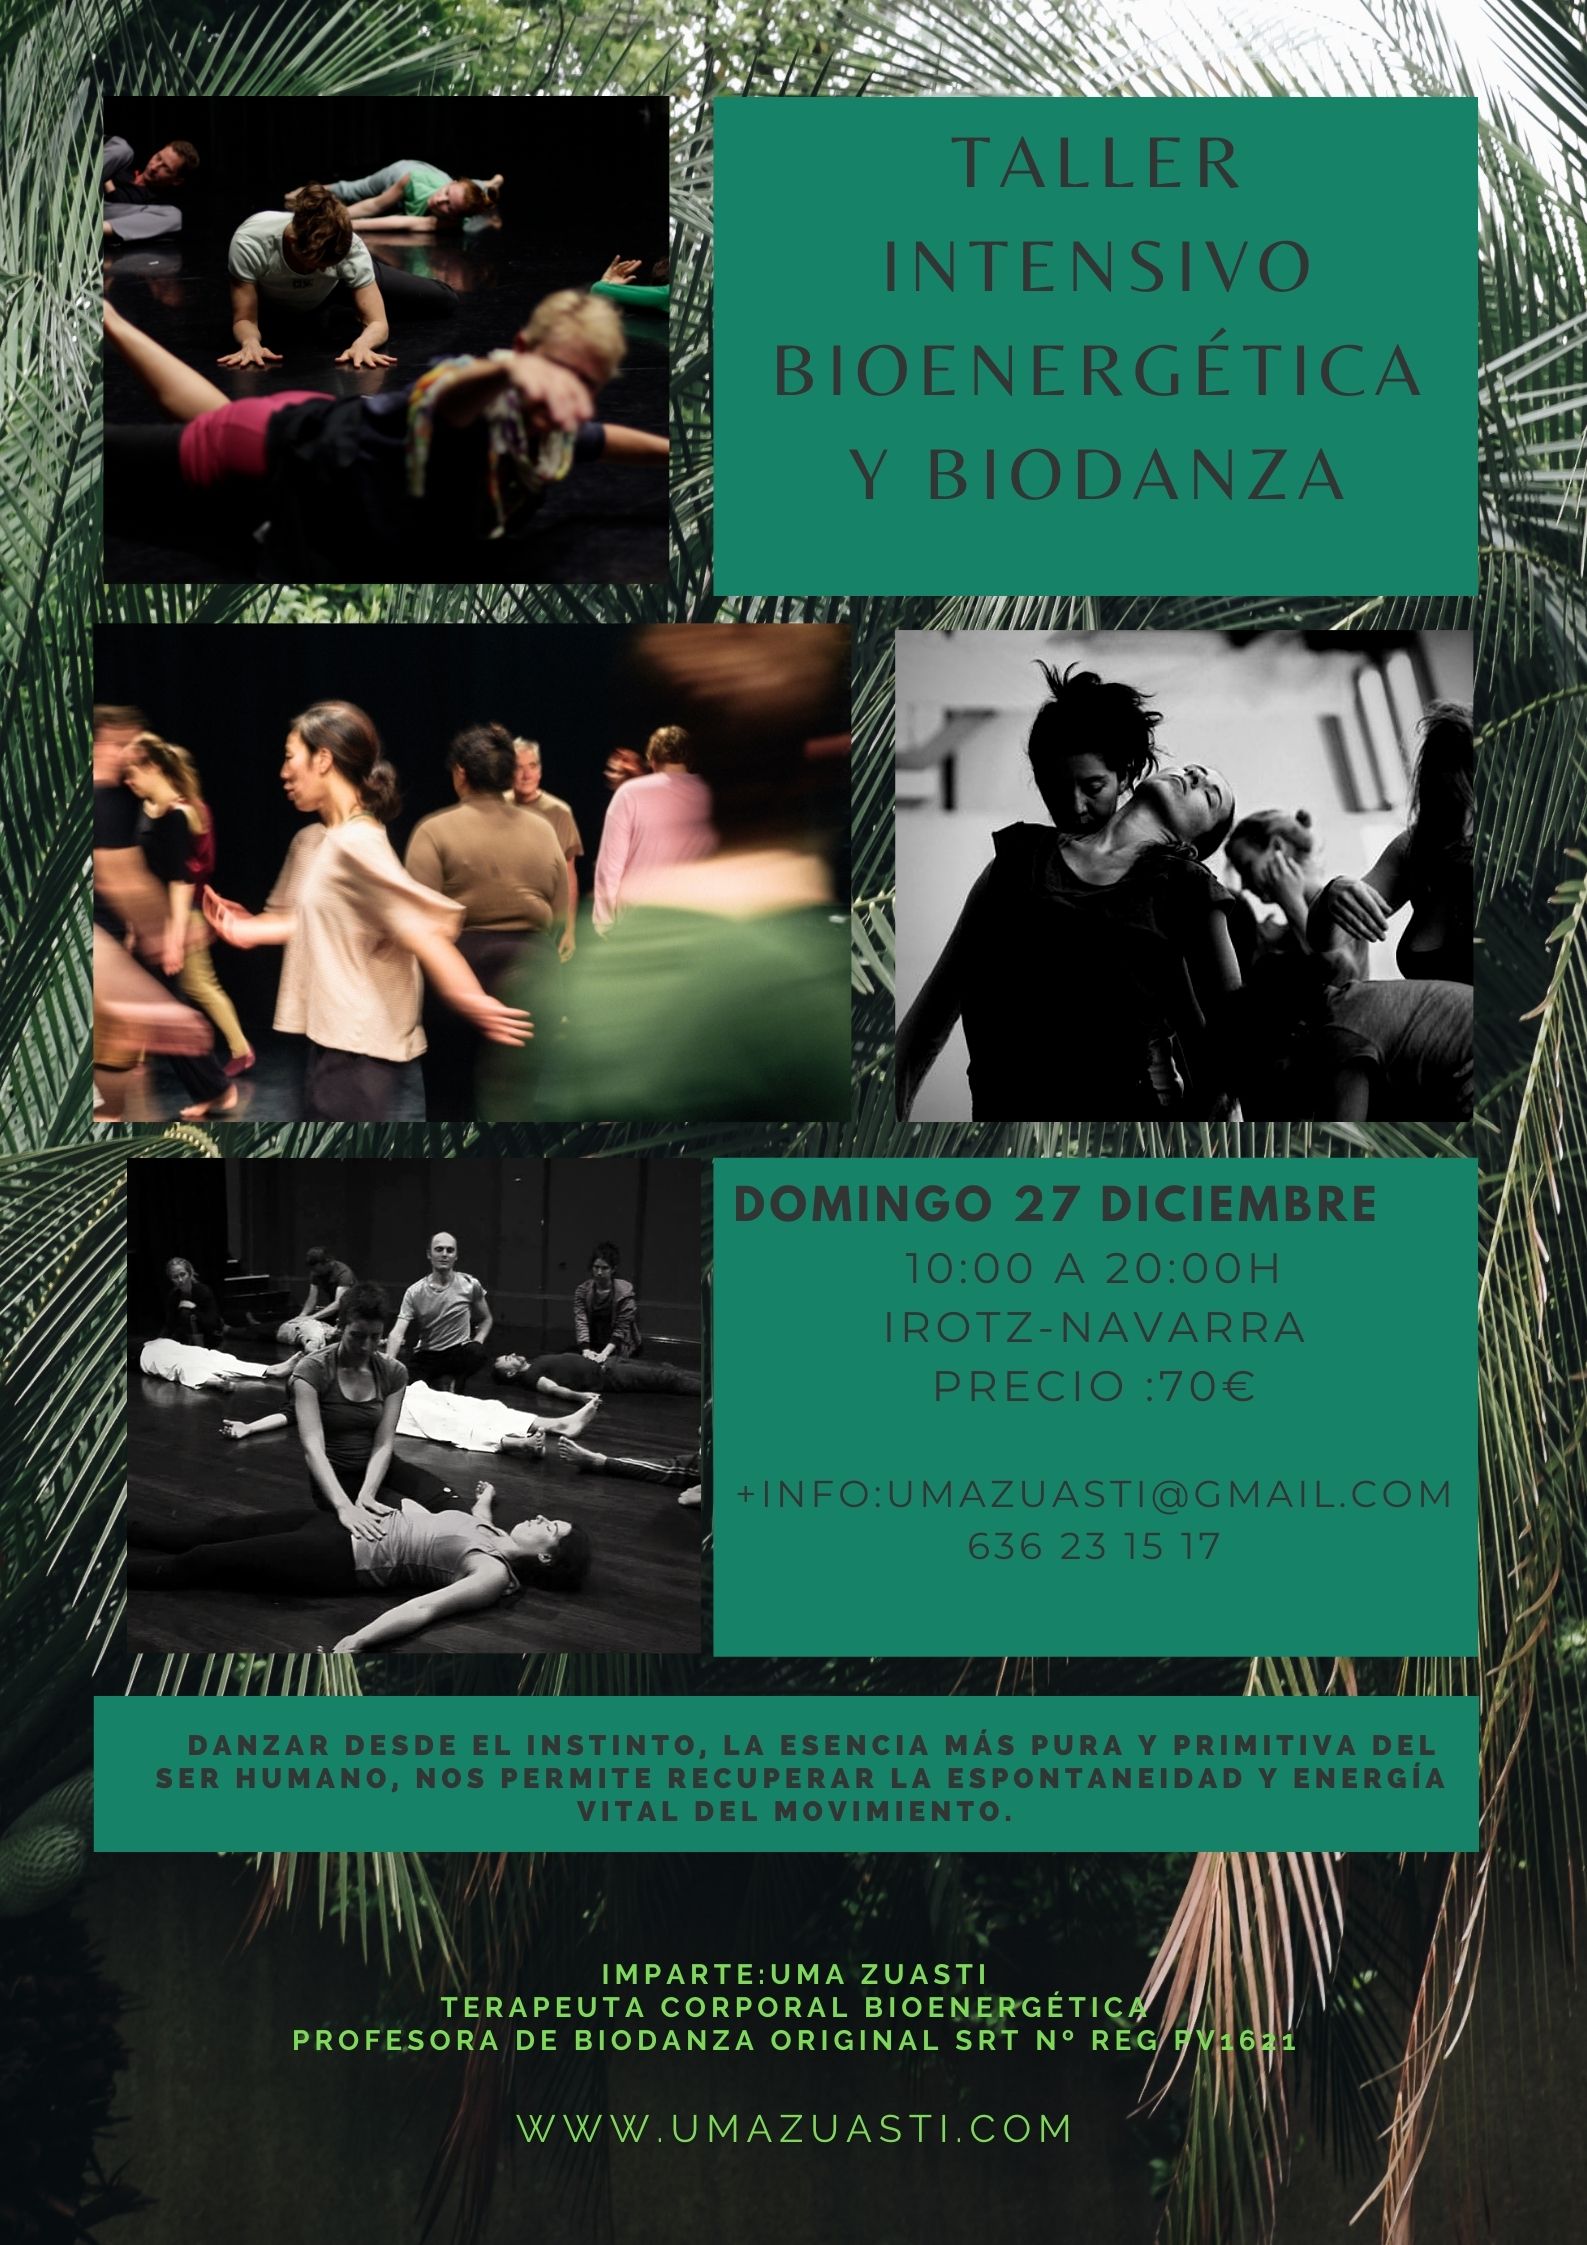 TALLER
INTENSIVO
BIOENERGÉTICA
Y BIODANZA
DOMINGO 27 DICIEMBRE
10:00 A 20:00H
IROTZ-NAVARRA
PRECIO :70€
+INFO:UMAZUASTI@GMAIL.COM
636 23 15 17
DANZAR DESDE EL INSTINTO, LA ESENCIA MÁS PURA Y PRIMITIVA DEL
SER HUMANO, NOS PERMITE RECUPERAR LA ESPONTANEIDAD Y ENERGÍA
VITAL DEL MOVIMIENTO.
IMPARTE:UMA ZUASTI
TERAPEUTA CORPORAL BIOENERGÉTICA
PROFESORA DE BIODANZA ORIGINAL SRT Nº REG PV1621
WWW.UMAZUASTI.COM